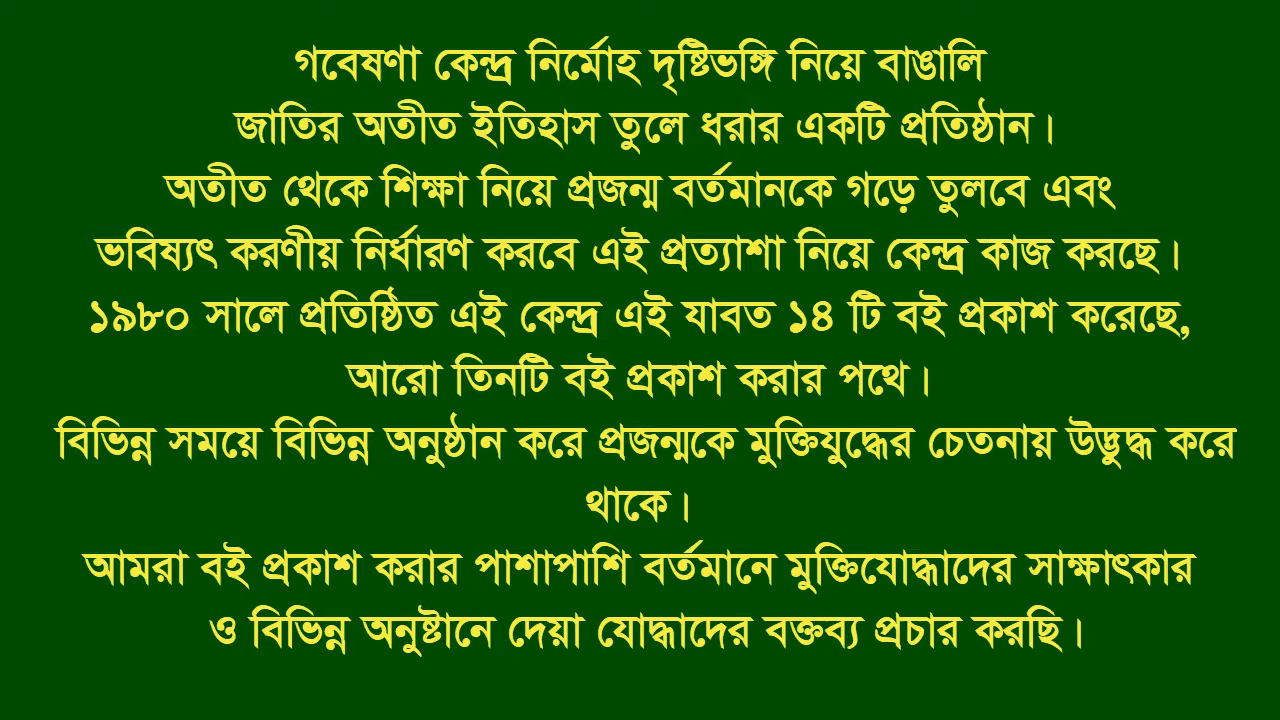 গবেষণা কেন্দ্র নির্মোহ দৃষ্টিভঙ্গি নিয়ে বাঙালি
জাতির অতীত ইতিহাস তুলে ধরার একটি প্রতিষ্ঠান।
অতীত থেকে শিক্ষা নিয়ে প্রজন্ম বর্তমানকে গড়ে তুলবে এবং
ভবিষ্যৎ করণীয় নির্ধারণ করবে এই প্রত্যাশা নিয়ে কেন্দ্র কাজ করছে।
১৯৮০ সালে প্রতিষ্ঠিত এই কেন্দ্র এই যাবত ১৪ টি বই প্রকাশ করেছে,
আরো তিনটি বই প্রকাশ করার পথে।
বিভিন্ন সময়ে বিভিন্ন অনুষ্ঠান করে প্রজন্মকে মুক্তিযুদ্ধের চেতনায় উদ্ভুদ্ধ করে
থাকে।
আমরা বই প্রকাশ করার পাশাপাশি বর্তমানে মুক্তিযোদ্ধাদের সাক্ষাৎকার
ও বিভিন্ন অনুষ্টানে দেয়া যোদ্ধাদের বক্তব্য প্রচার করছি।